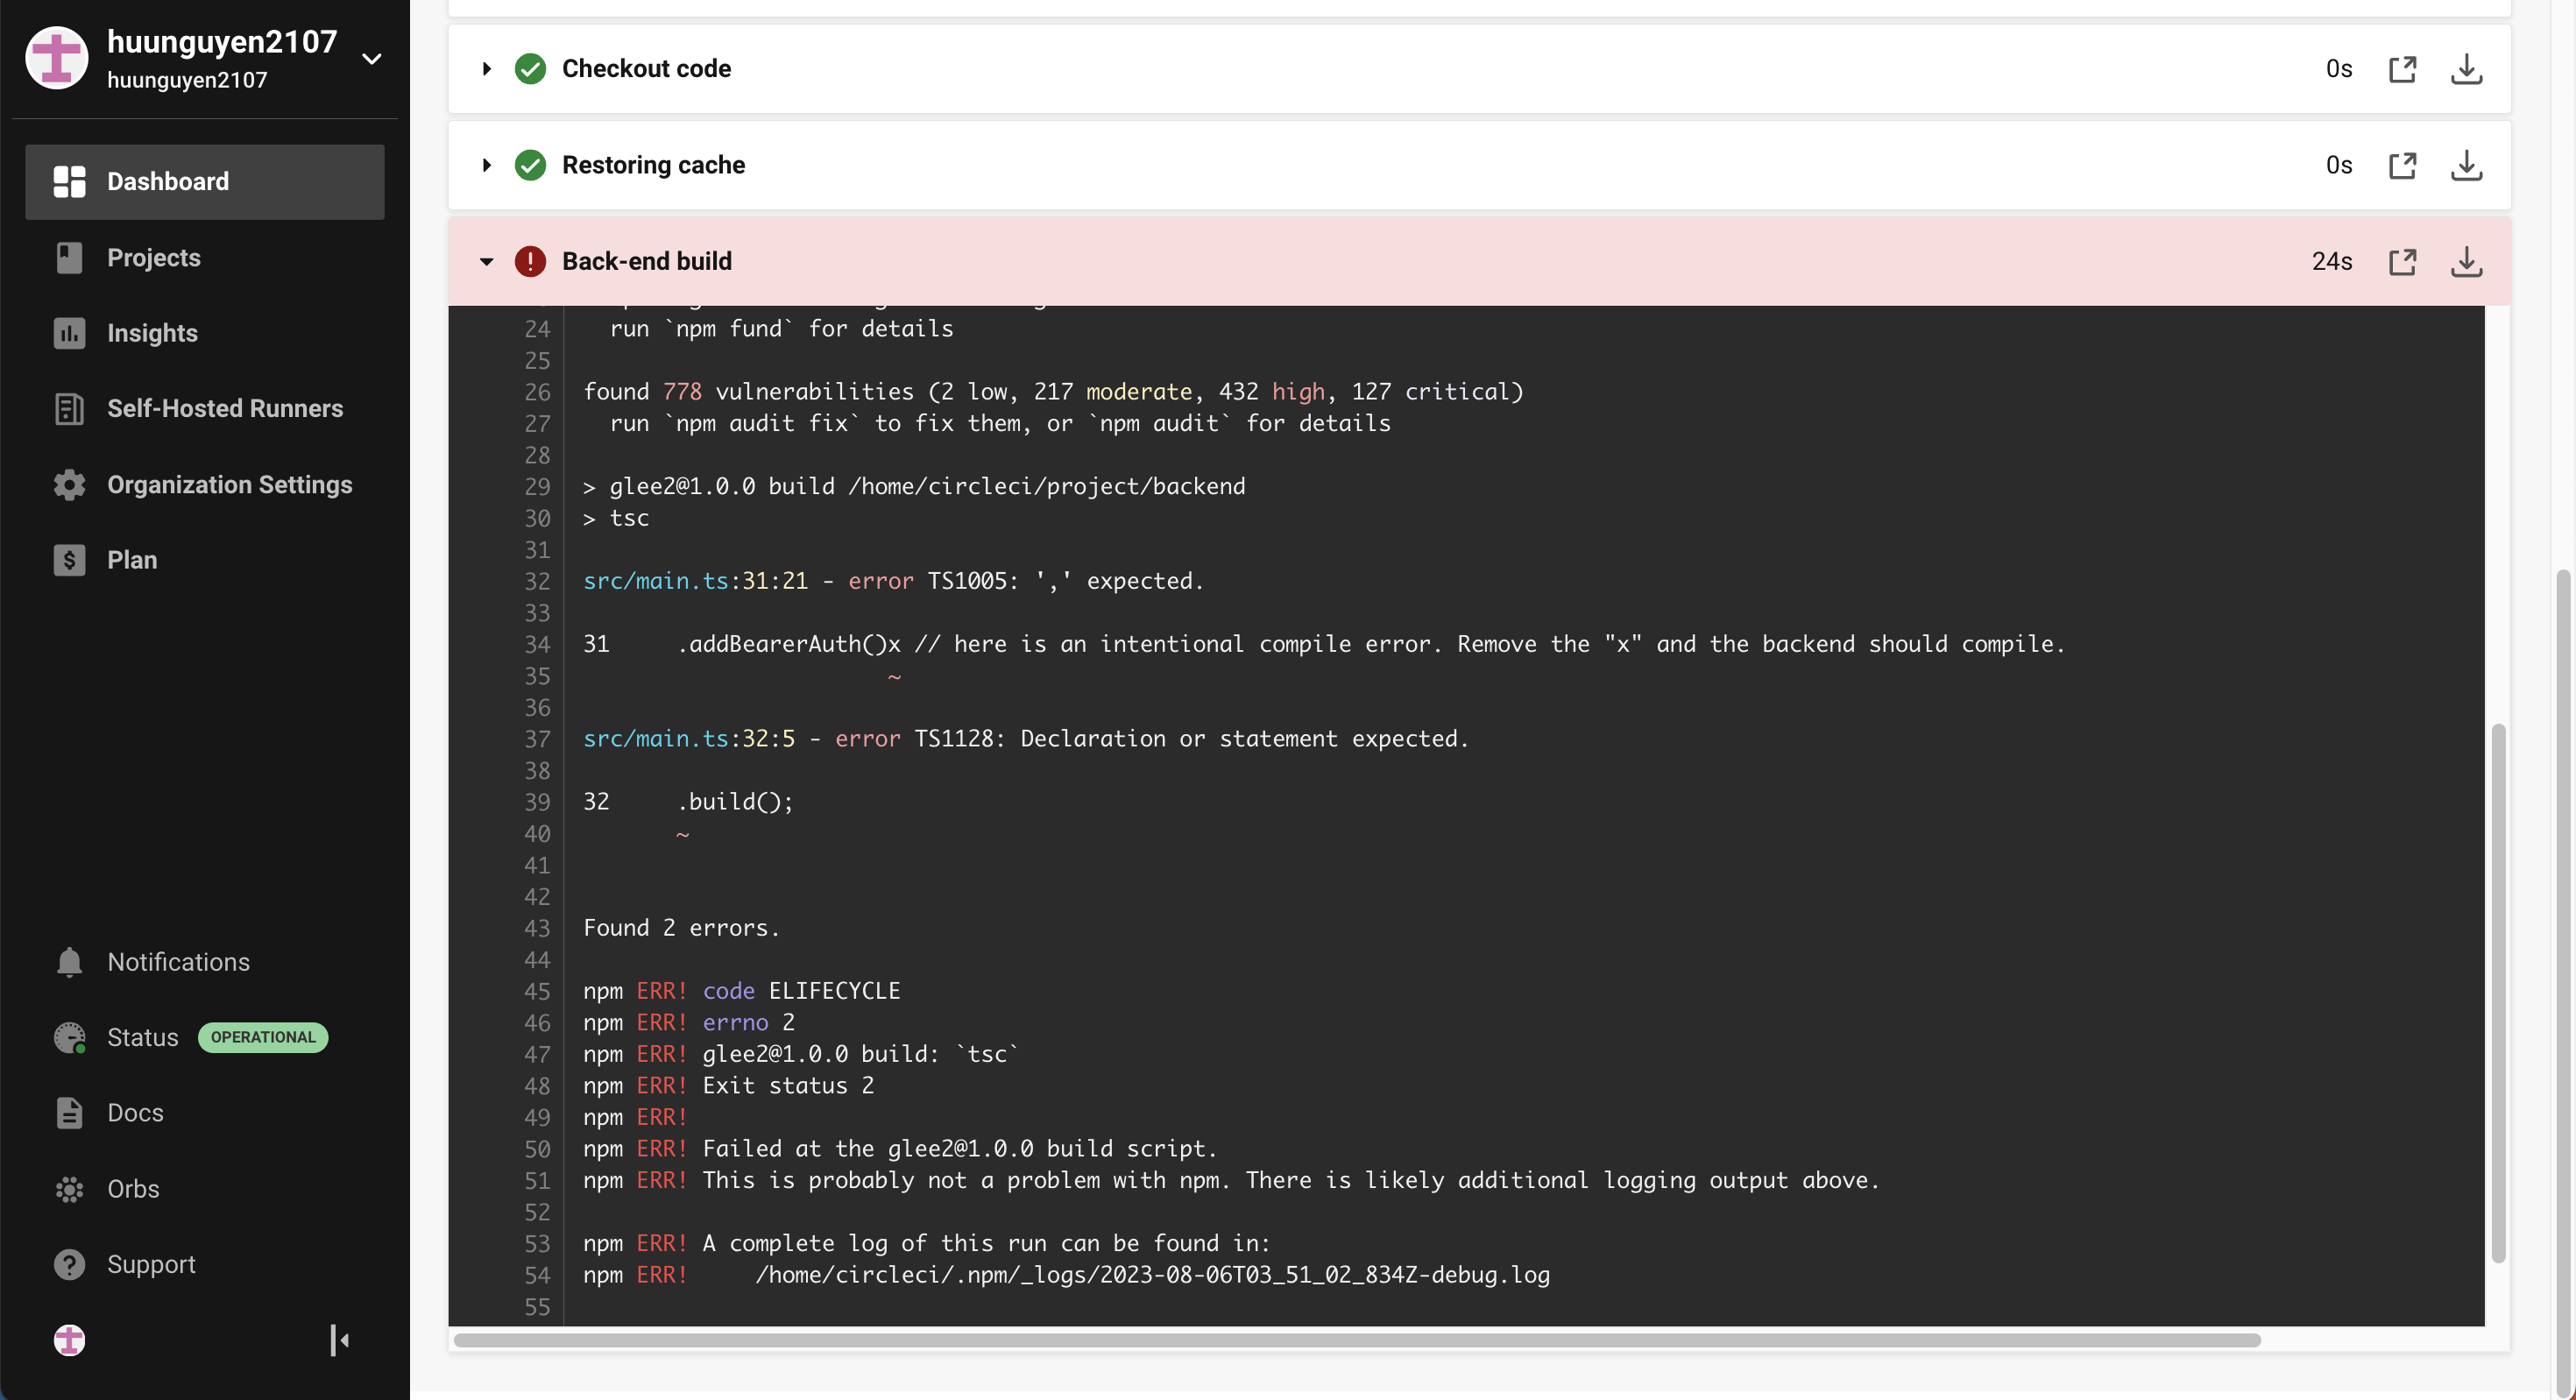 huunguyen2107
huunguyen2107
Dashboard
Projects
Insights
Self-Hosted Runners
Organization Settings
Plan
Notifications
Status OPERATIONAL
Docs
Orbs
Support
Checkout code 0s
Restoring cache 0s
Back-end build 24s
24 run `npm fund` for details
25
26 found 778 vulnerabilities (2 low, 217 moderate, 432 high, 127 critical)
27 run `npm audit fix` to fix them, or `npm audit` for details
28
29 > glee2@1.0.0 build /home/circleci/project/backend
30 > tsc
31
32 src/main.ts:31:21 - error TS1005: ',' expected.
33
34 31 .addBearerAuth()x // here is an intentional compile error. Remove the "x" and the backend should compile.
35 ~
36
37 src/main.ts:32:5 - error TS1128: Declaration or statement expected.
38
39 32 .build();
40 ~
41
42
43 Found 2 errors.
44
45 npm ERR! code ELIFECYCLE
46 npm ERR! errno 2
47 npm ERR! glee2@1.0.0 build: `tsc`
48 npm ERR! Exit status 2
49 npm ERR!
50 npm ERR! Failed at the glee2@1.0.0 build script.
51 npm ERR! This is probably not a problem with npm. There is likely additional logging output above.
52
53 npm ERR! A complete log of this run can be found in:
54 npm ERR! /home/circleci/.npm/_logs/2023-08-06T03_51_02_834Z-debug.log
55